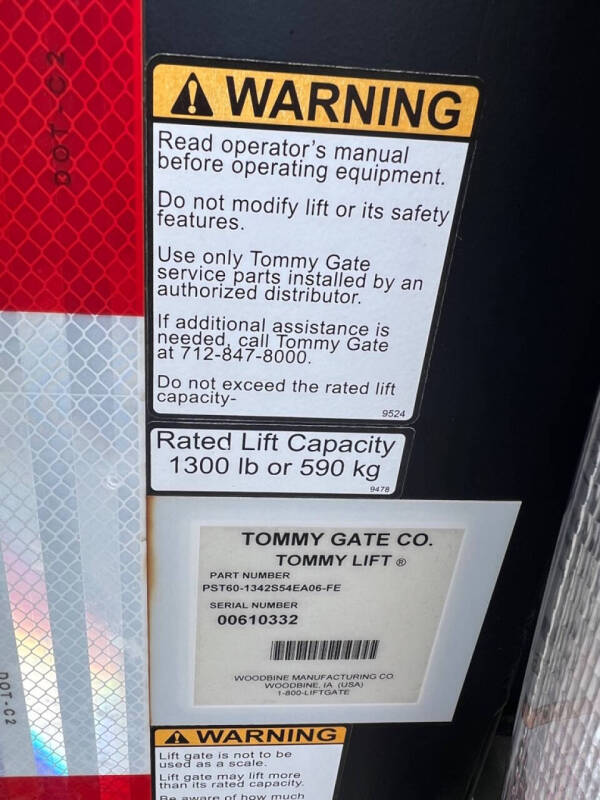 DOT-C2
WARNING
Read operator's manual
before operating equipment.
Do not modify lift or its safety
features.
Use only Tommy Gate
service parts installed by an
authorized distributor.
If additional assistance is
needed, call Tommy Gate
at 712-847-8000.
Do not exceed the rated lift
capacity-
9524
Rated Lift Capacity
1300 lb or 590 kg
9478
TOMMY GATE CO.
TOMMY LIFT ®
PART NUMBER
PST60-1342S54EA06-FE
SERIAL NUMBER
00610332
WOODBINE MANUFACTURING CO
WOODBINE, IA (USA)
1-800-LIFTGATE
DOT-C2
WARNING
Lift gate is not to be
used as a scale.
Lift gate may lift more
than its rated capacity.
Be aware of how much